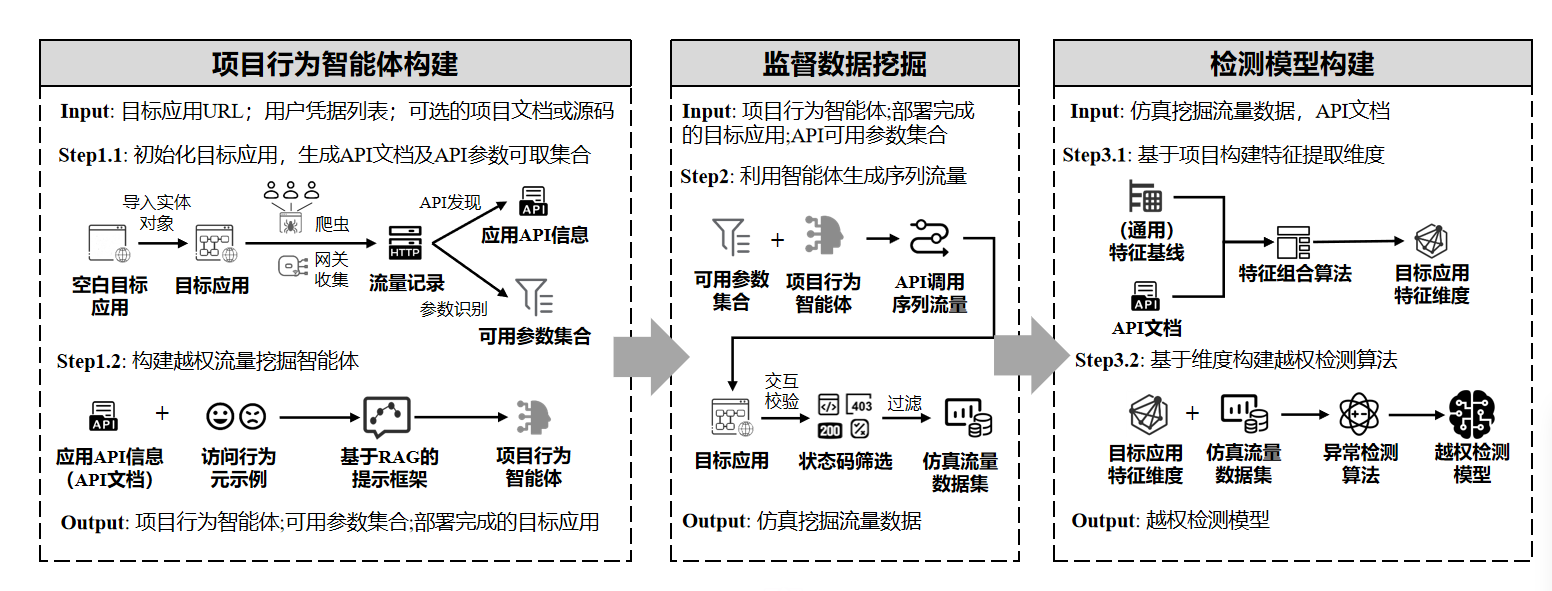 项目行为智能体构建
Input: 目标应用URL；用户凭据列表；可选的项目文档或源码
Step1.1: 初始化目标应用，生成API文档及API参数可取集合
导入实体
对象
爬虫
网关
收集
API发现
参数识别
空白目标
应用
目标应用
HTTP
流量记录
API
应用API信息
可用参数集合
Step1.2: 构建越权流量挖掘智能体
API
+
应用API信息
（API文档）
访问行为
元示例
基于RAG的
提示框架
项目行为
智能体
Output: 项目行为智能体;可用参数集合;部署完成的目标应用
监督数据挖掘
Input: 项目行为智能体;部署完成
的目标应用;API可用参数集合
Step2: 利用智能体生成序列流量
+
可用参数
集合
项目行为
智能体
API调用
序列流量
交互
校验
</>
403
200
过滤
目标应用
状态码筛选
仿真流量
数据集
Output: 仿真挖掘流量数据
检测模型构建
Input: 仿真挖掘流量数据，API文档
Step3.1: 基于项目构建特征提取维度
（通用）
特征基线
API
API文档
特征组合算法
目标应用
特征维度
Step3.2: 基于维度构建越权检测算法
+
目标应用
特征维度
仿真流量
数据集
异常检测
算法
越权检测
模型
Output: 越权检测模型